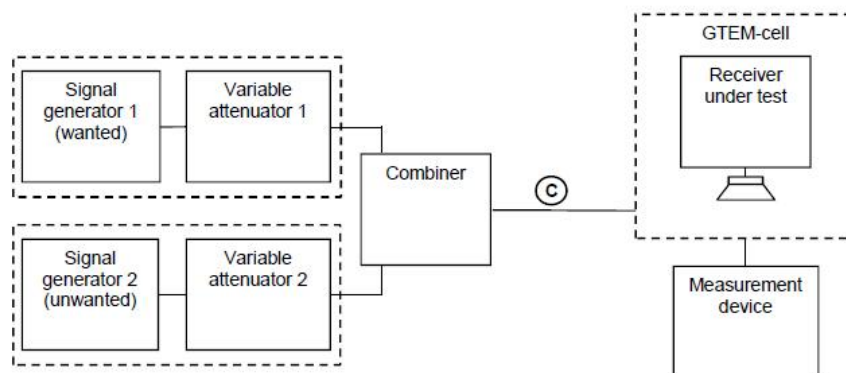 GTEM-cell
Signal
generator 1
(wanted)
Variable
attenuator 1
Receiver
under test
Combiner
C
Signal
generator 2
(unwanted)
Variable
attenuator 2
Measurement
device